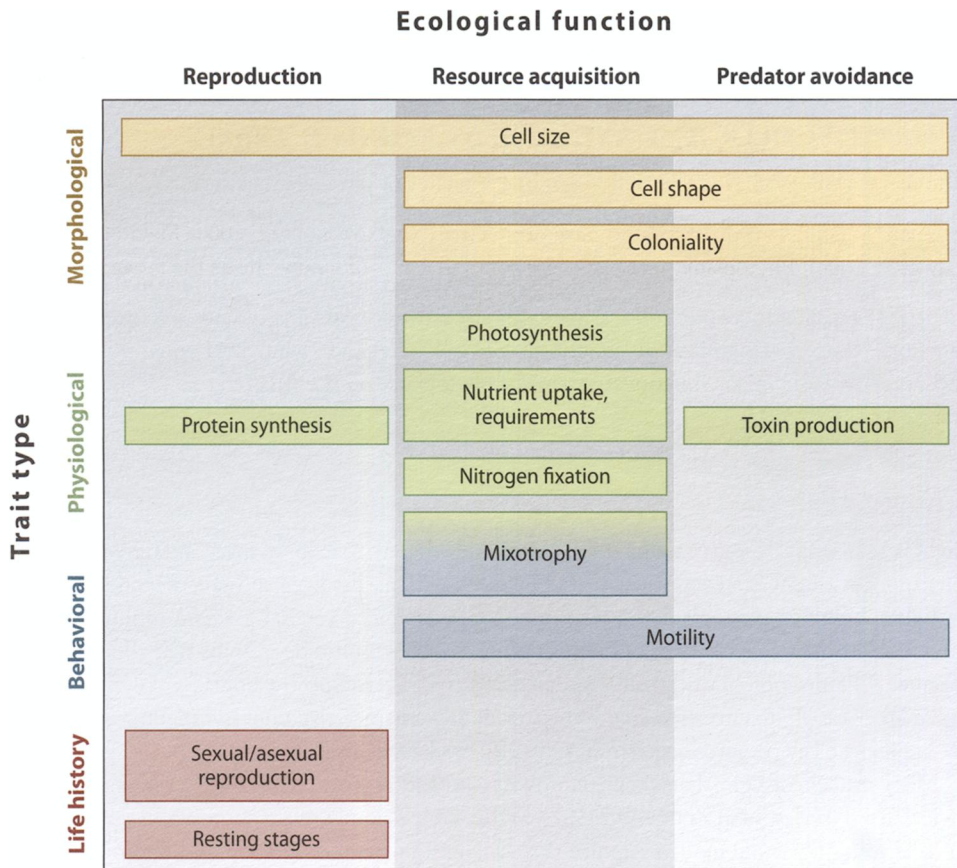 Ecological function
Reproduction
Resource acquisition
Predator avoidance
Trait type
Morphological
Cell size
Cell shape
Coloniality
Physiological
Photosynthesis
Nutrient uptake,
requirements
Protein synthesis
Toxin production
Nitrogen fixation
Mixotrophy
Behavioral
Motility
Life history
Sexual/asexual
reproduction
Resting stages